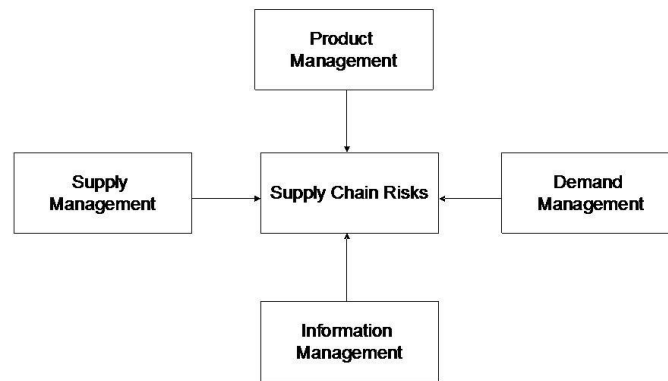 Product
Management
Supply
Management
Supply Chain Risks
Demand
Management
Information
Management